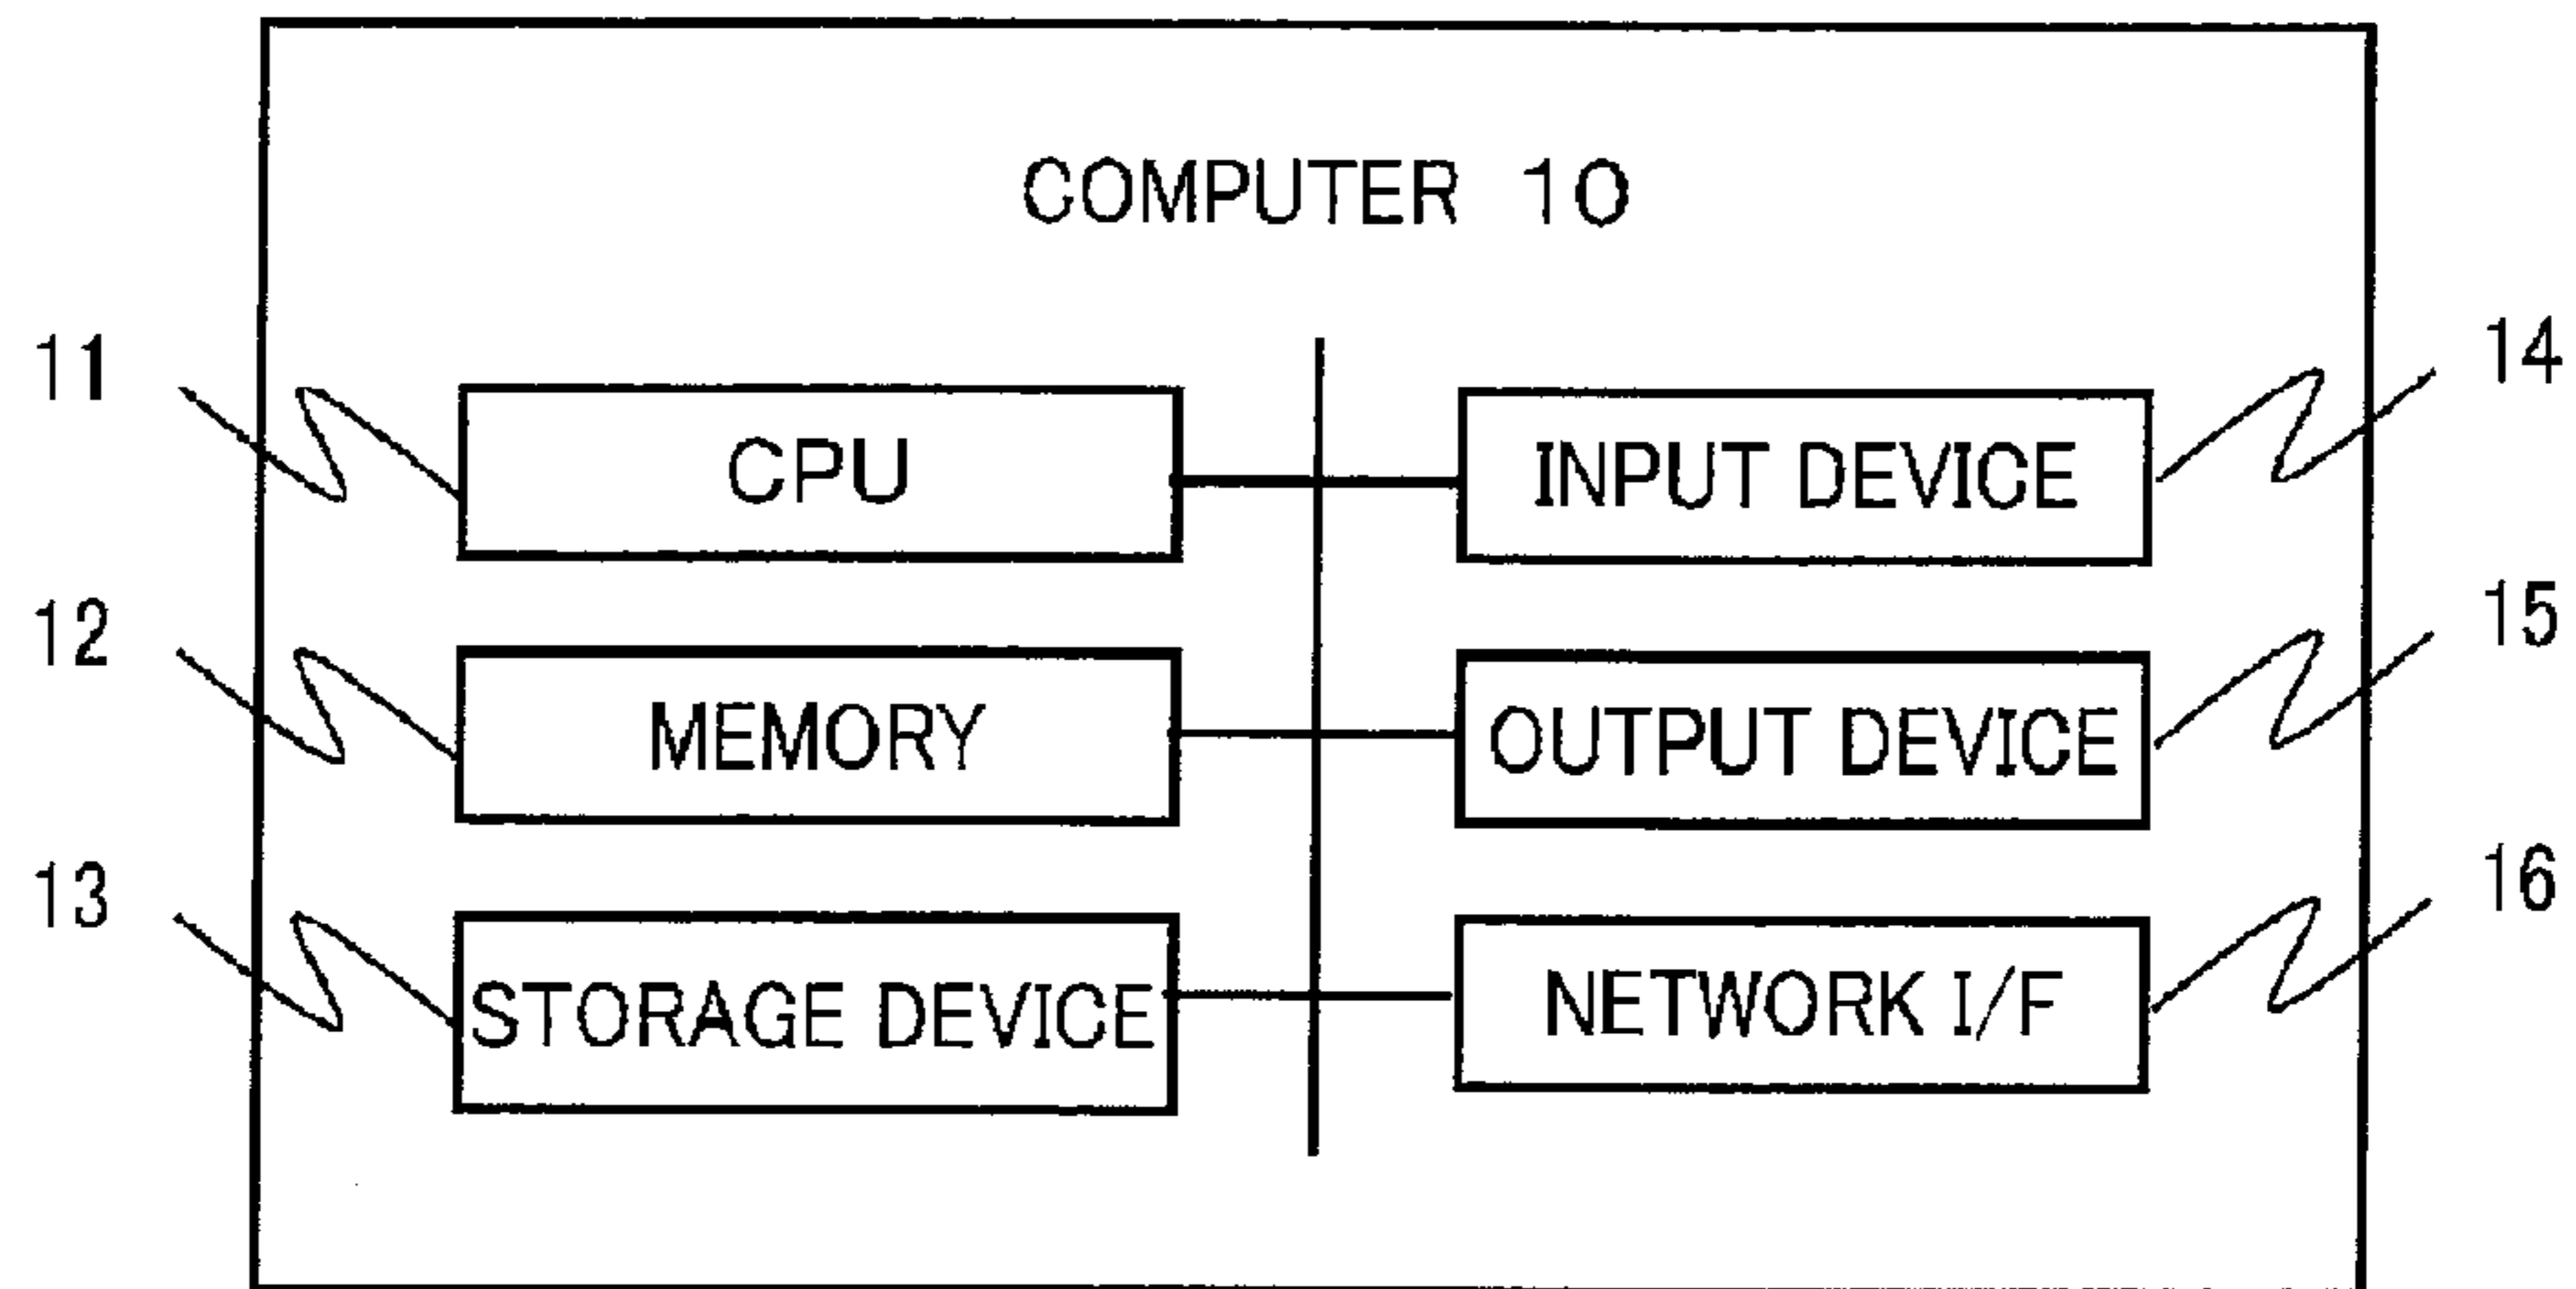 COMPUTER 10
11
CPU
INPUT DEVICE
14
12
MEMORY
OUTPUT DEVICE
15
13
STORAGE DEVICE
NETWORK I/F
16